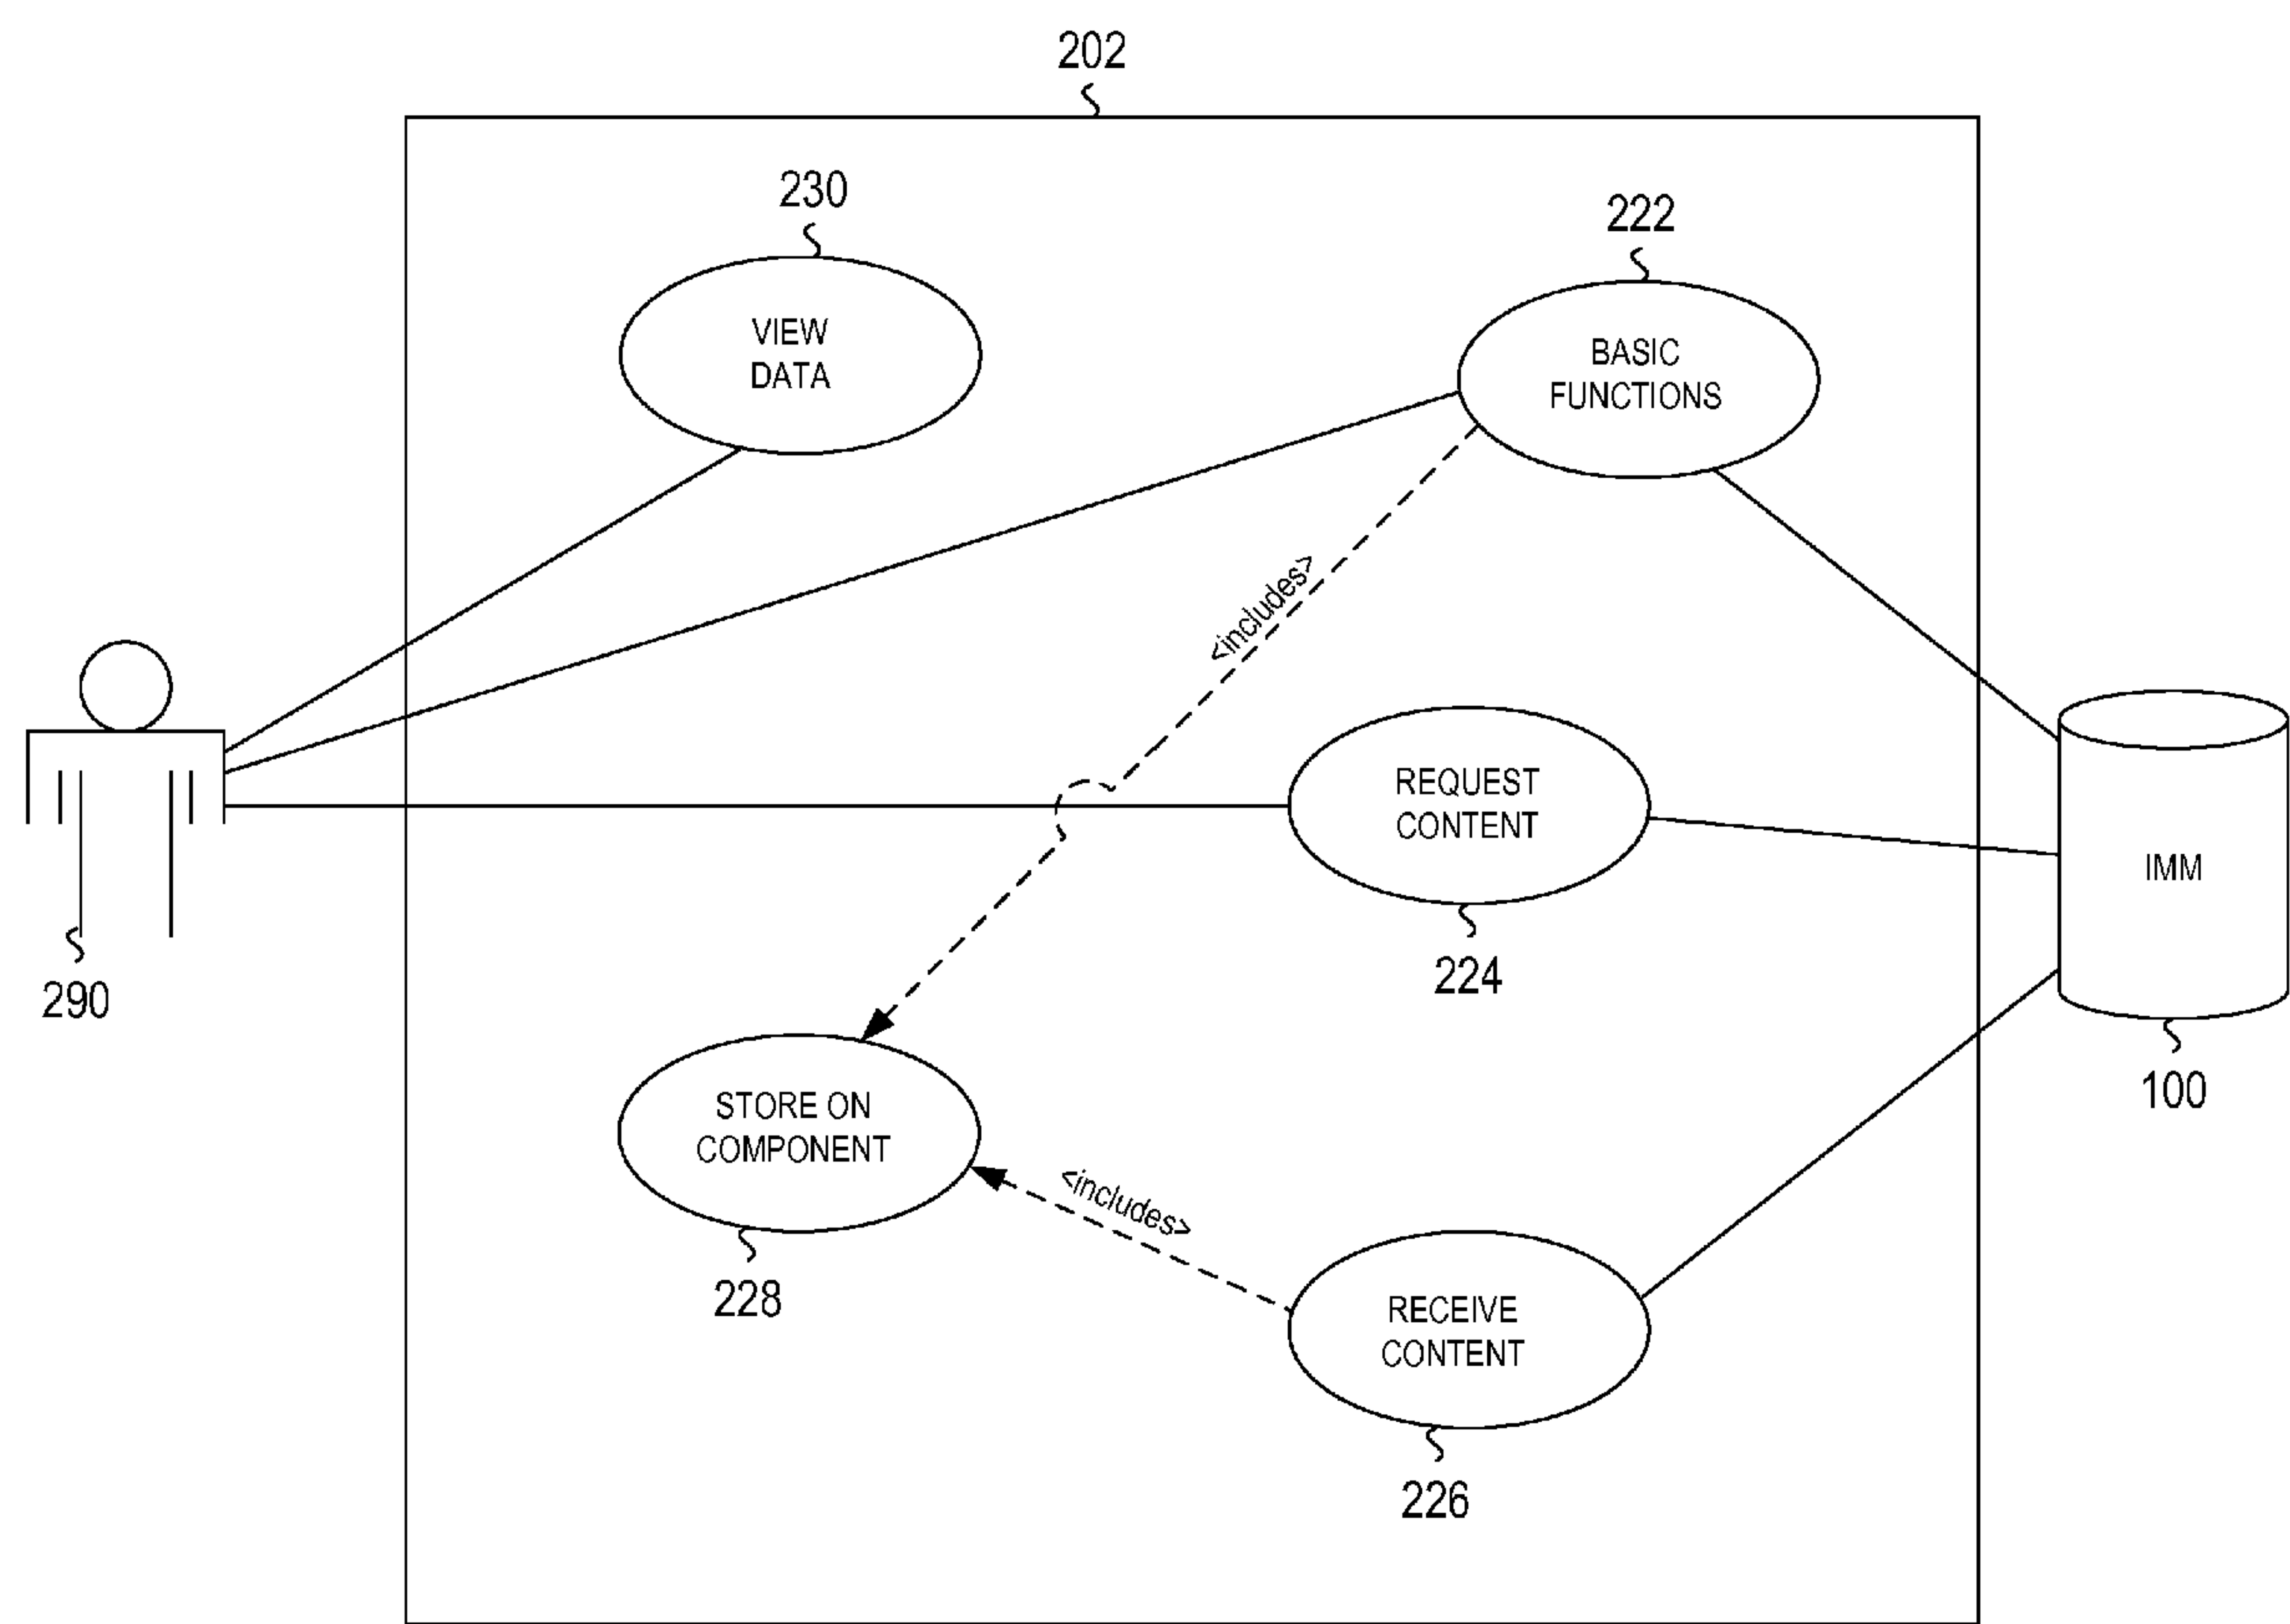 202
230
222
VIEW
DATA
BASIC
FUNCTIONS
<includes>
REQUEST
CONTENT
IMM
224
290
100
STORE ON
COMPONENT
<includes>
228
RECEIVE
CONTENT
226